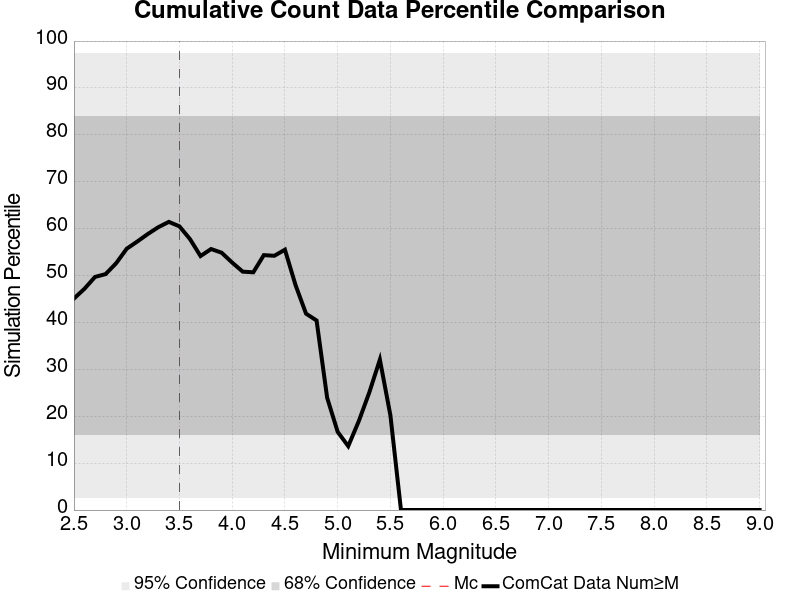 Cumulative Count Data Percentile Comparison
100
90
80
70
60
50
40
30
20
10
0
Simulation Percentile
2.5 3.0 3.5 4.0 4.5 5.0 5.5 6.0 6.5 7.0 7.5 8.0 8.5 9.0
Minimum Magnitude
95% Confidence 68% Confidence Mc ComCat Data Num≥M